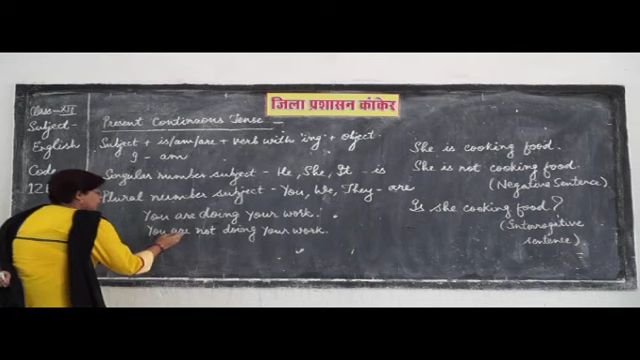 जिला प्रशासन कांकेर
Class - XII
Subject -
English
Code
Present Continuous Tense -
Subject + is/am/are + verb with 'ing' + object.
I - am
Singular number subject - He, She, It - is
Plural number subject - You, We, They - are
You are doing your work.
You are not doing your work.
She is cooking food.
She is not cooking food.
(Negative Sentence)
Is she cooking food?
(Interrogative
sentence)